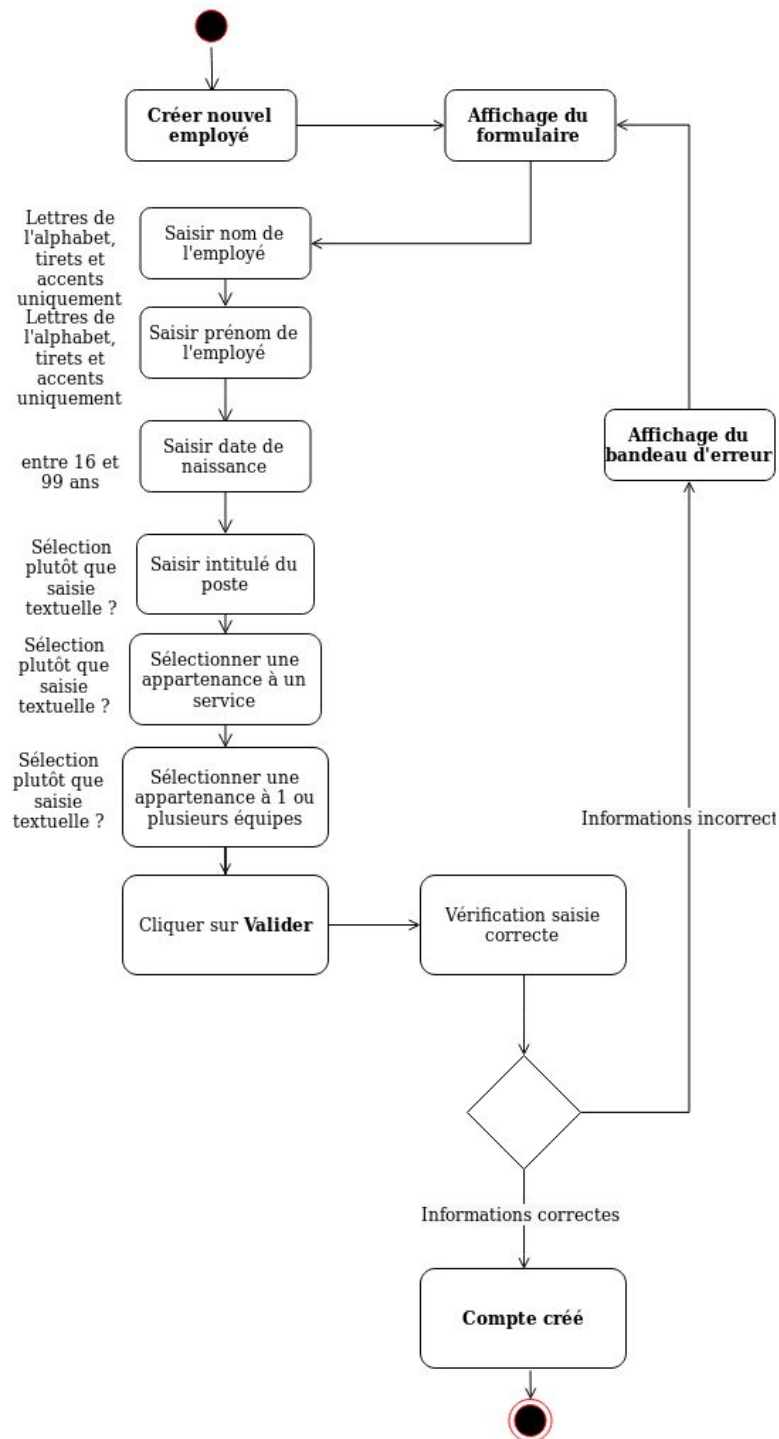 Créer nouvel
employé
Affichage du
formulaire
Lettres de
l'alphabet,
tirets et
accents
uniquement
Saisir nom de
l'employé
Lettres de
l'alphabet,
tirets et
accents
uniquement
Saisir prénom de
l'employé
entre 16 et
99 ans
Saisir date de
naissance
Affichage du
bandeau d'erreur
Sélection
plutôt que
saisie
textuelle ?
Saisir intitulé du
poste
Sélection
plutôt que
saisie
textuelle ?
Sélectionner une
appartenance à un
service
Sélection
plutôt que
saisie
textuelle ?
Sélectionner une
appartenance à 1 ou
plusieurs équipes
Informations incorrect
Cliquer sur Valider
Vérification saisie
correcte
Informations correctes
Compte créé